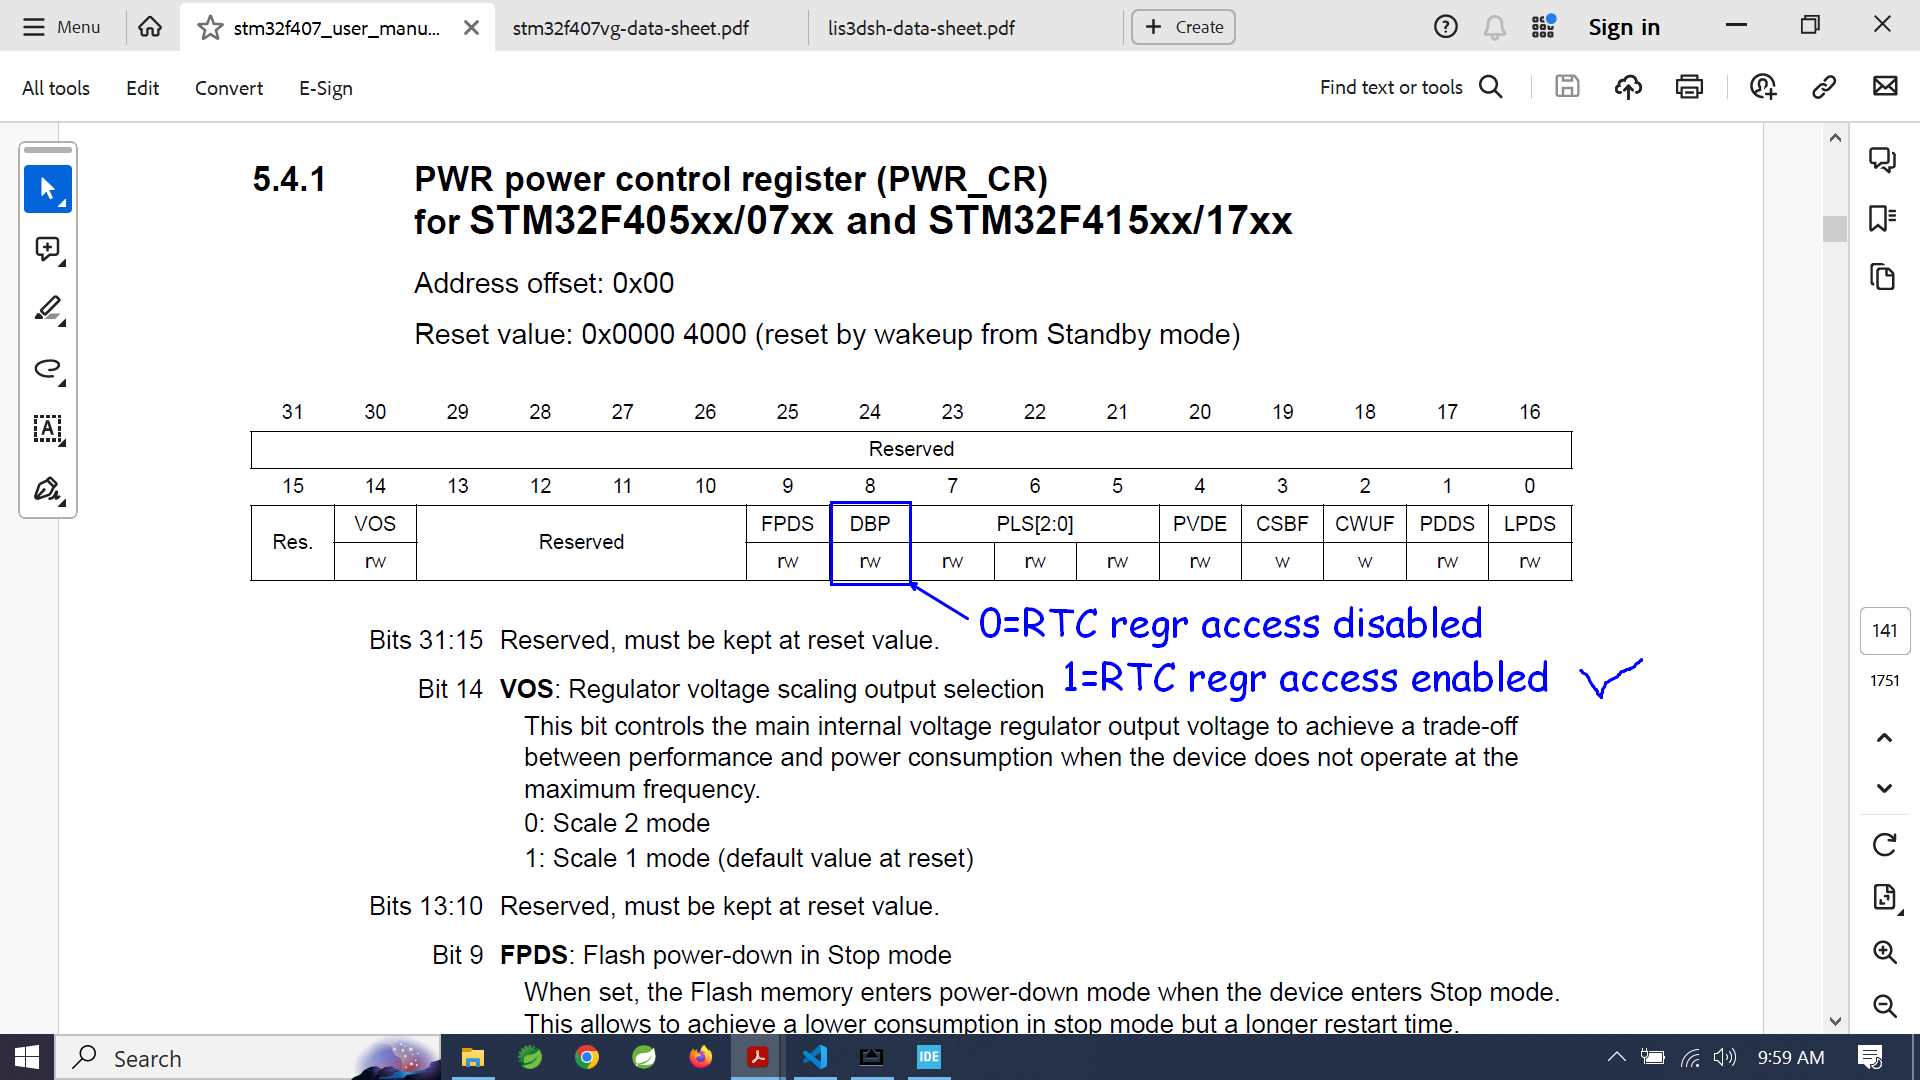 Menu
stm32f407_user_manu...
stm32f407vg-data-sheet.pdf
lis3dsh-data-sheet.pdf
Create
Sign in
All tools
Edit
Convert
E-Sign
Find text or tools
5.4.1 PWR power control register (PWR_CR)
for STM32F405xx/07xx and STM32F415xx/17xx
Address offset: 0x00
Reset value: 0x0000 4000 (reset by wakeup from Standby mode)
31 30 29 28 27 26 25 24 23 22 21 20 19 18 17 16
Reserved
15 14 13 12 11 10 9 8 7 6 5 4 3 2 1 0
Res. VOS Reserved FPDS DBP PLS[2:0] PVDE CSBF CWUF PDDS LPDS
rw rw rw rw rw rw rw w w rw rw
0=RTC regr access disabled
Bits 31:15 Reserved, must be kept at reset value.
1=RTC regr access enabled
Bit 14 VOS: Regulator voltage scaling output selection
This bit controls the main internal voltage regulator output voltage to achieve a trade-off
between performance and power consumption when the device does not operate at the
maximum frequency.
0: Scale 2 mode
1: Scale 1 mode (default value at reset)
Bits 13:10 Reserved, must be kept at reset value.
Bit 9 FPDS: Flash power-down in Stop mode
When set, the Flash memory enters power-down mode when the device enters Stop mode.
This allows to achieve a lower consumption in stop mode but a longer restart time.
141
1751
Search
IDE
9:59 AM